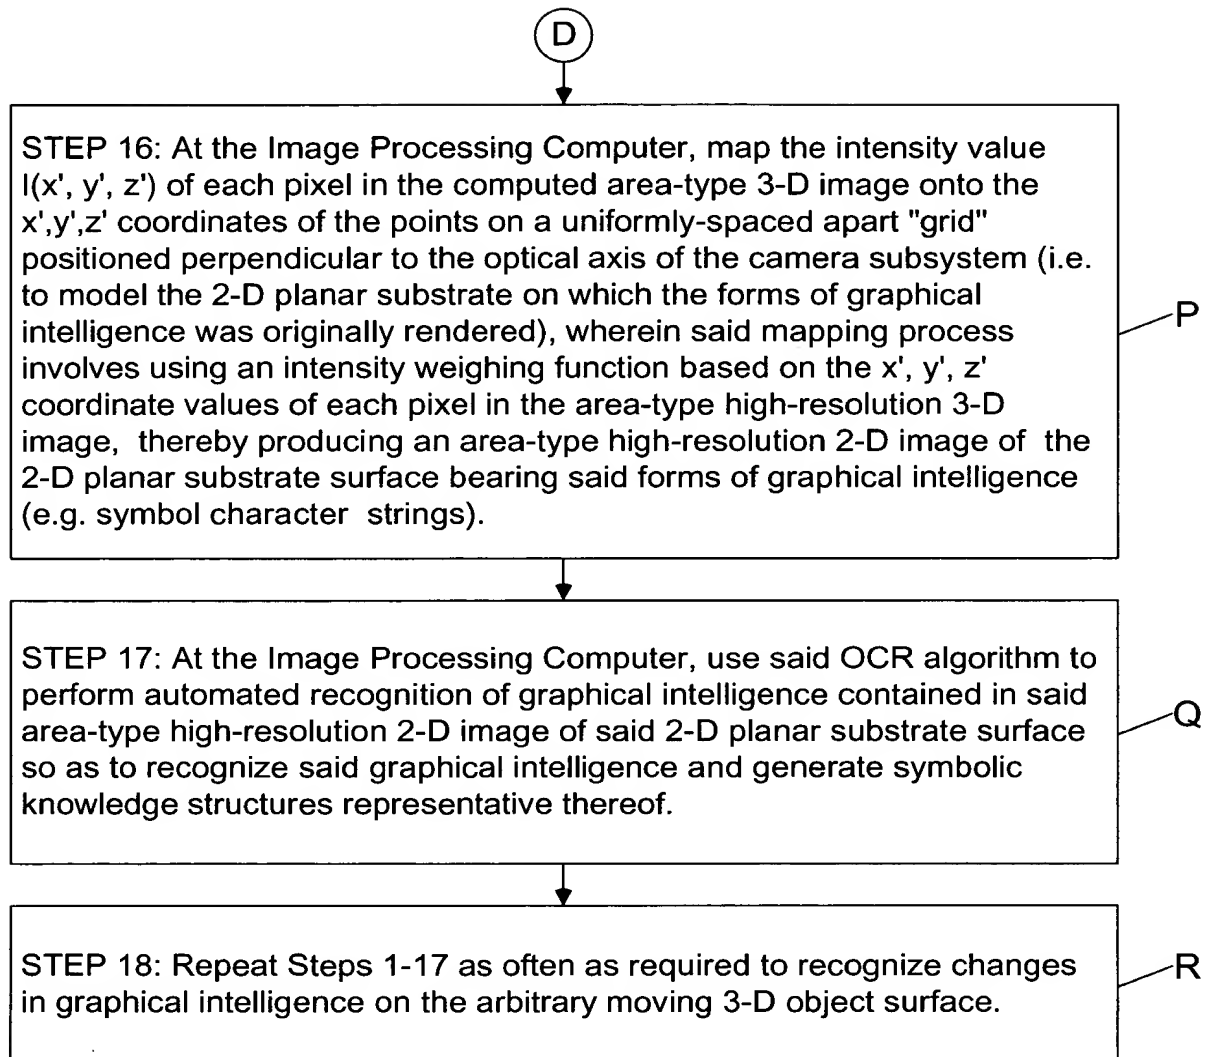 D
STEP 16: At the Image Processing Computer, map the intensity value
I(x', y', z') of each pixel in the computed area-type 3-D image onto the
x',y',z' coordinates of the points on a uniformly-spaced apart "grid"
positioned perpendicular to the optical axis of the camera subsystem (i.e.
to model the 2-D planar substrate on which the forms of graphical
intelligence was originally rendered), wherein said mapping process
involves using an intensity weighing function based on the x', y', z'
coordinate values of each pixel in the area-type high-resolution 3-D
image, thereby producing an area-type high-resolution 2-D image of the
2-D planar substrate surface bearing said forms of graphical intelligence
(e.g. symbol character strings).
P
STEP 17: At the Image Processing Computer, use said OCR algorithm to
perform automated recognition of graphical intelligence contained in said
area-type high-resolution 2-D image of said 2-D planar substrate surface
so as to recognize said graphical intelligence and generate symbolic
knowledge structures representative thereof.
Q
STEP 18: Repeat Steps 1-17 as often as required to recognize changes
in graphical intelligence on the arbitrary moving 3-D object surface.
R